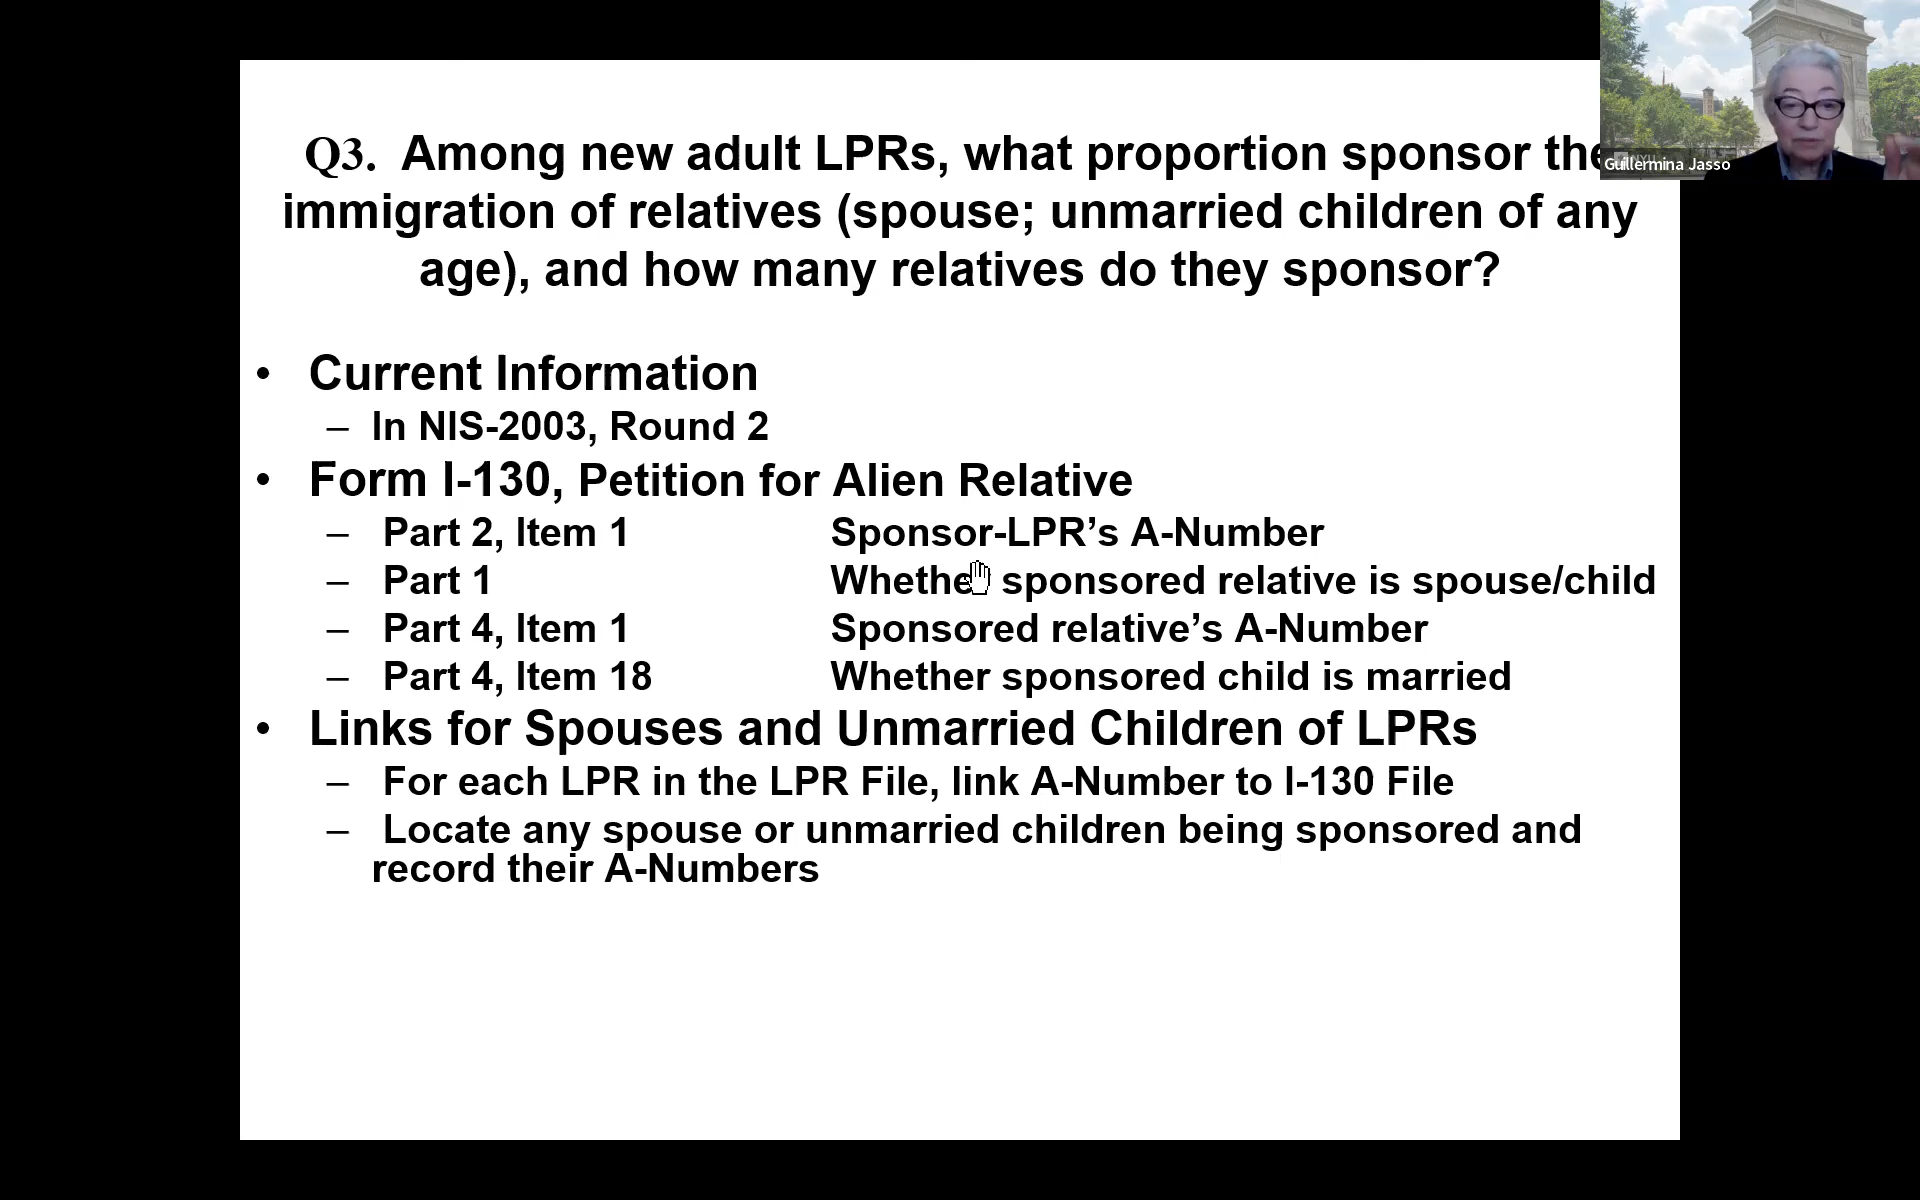 Q3. Among new adult LPRs, what proportion sponsor the
immigration of relatives (spouse; unmarried children of any
age), and how many relatives do they sponsor?
• Current Information
– In NIS-2003, Round 2
• Form I-130, Petition for Alien Relative
– Part 2, Item 1 Sponsor-LPR’s A-Number
– Part 1 Whether sponsored relative is spouse/child
– Part 4, Item 1 Sponsored relative’s A-Number
– Part 4, Item 18 Whether sponsored child is married
• Links for Spouses and Unmarried Children of LPRs
– For each LPR in the LPR File, link A-Number to I-130 File
– Locate any spouse or unmarried children being sponsored and
record their A-Numbers
Guillermina Jasso